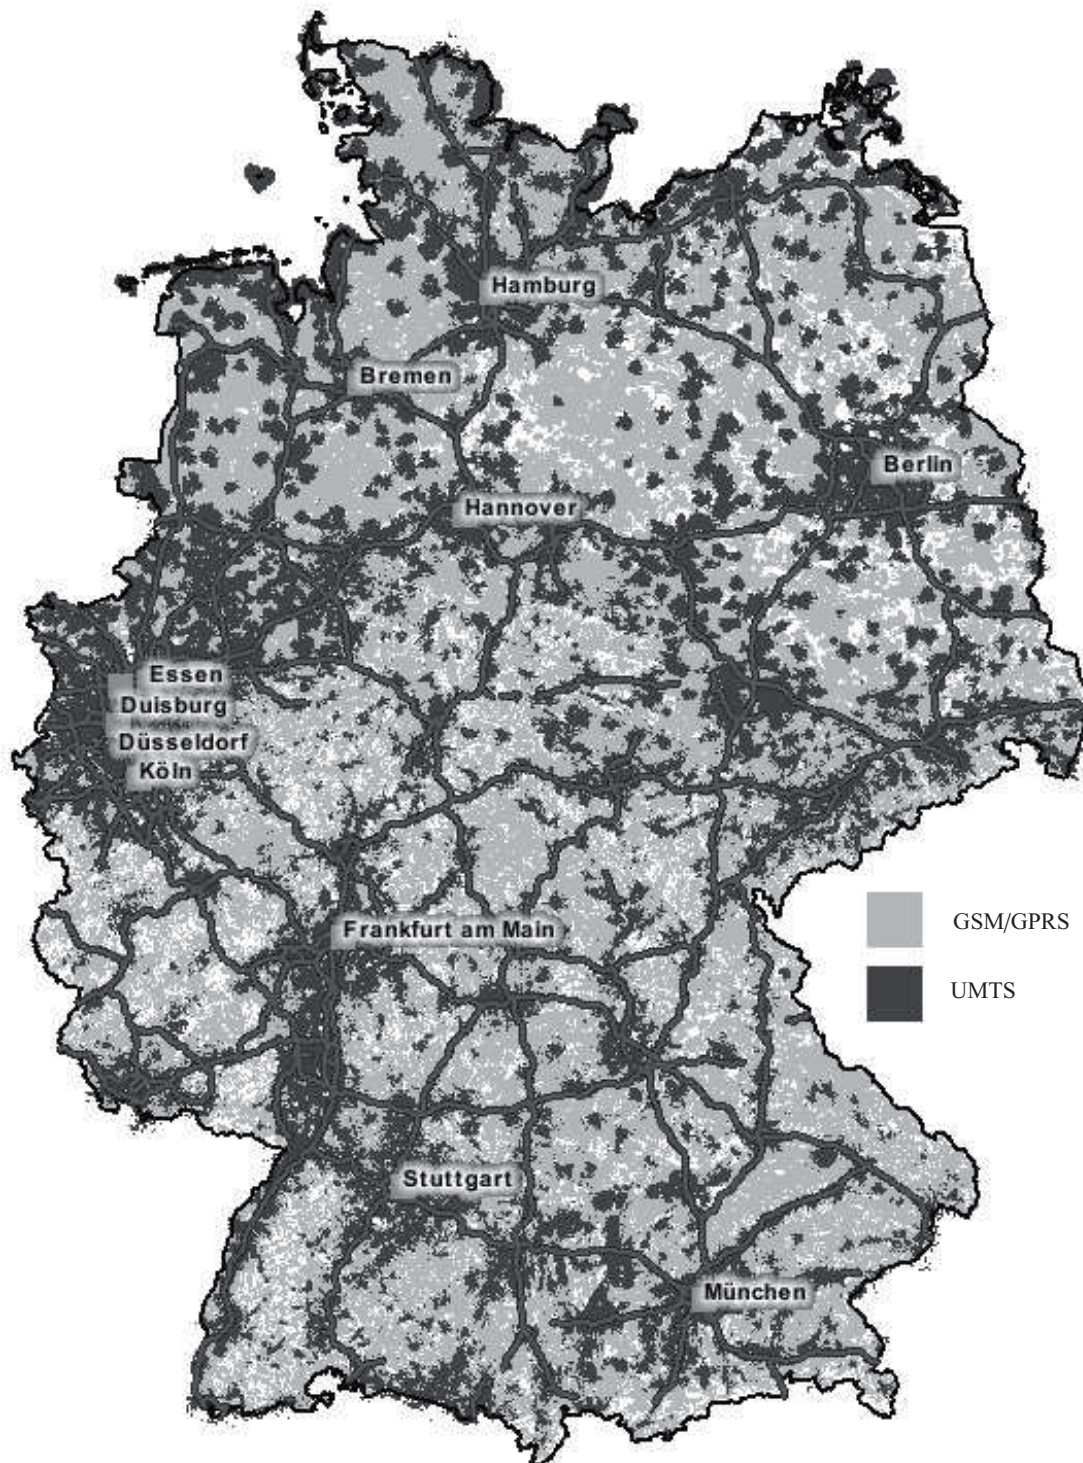 Hamburg
Bremen
Berlin
Hannover
Essen
Duisburg
Düsseldorf
Köln
GSM/GPRS
Frankfurt am Main
UMTS
Stuttgart
München